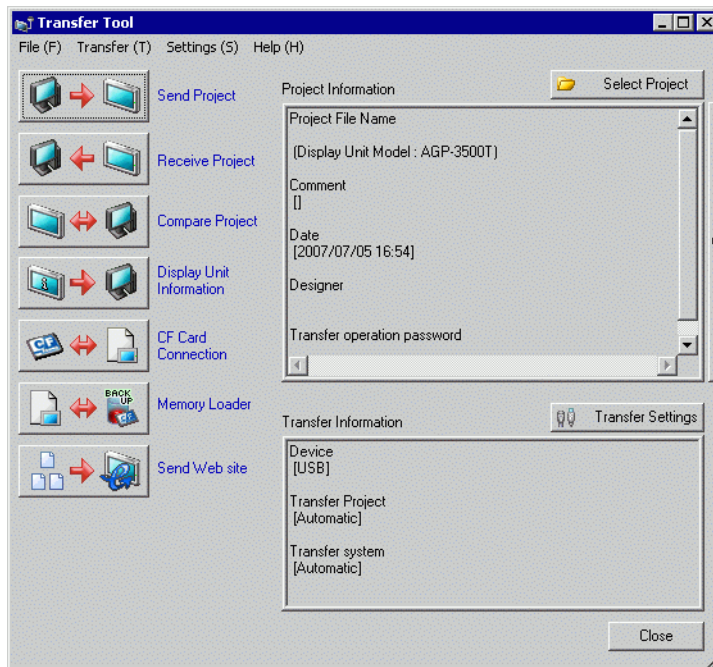 Transfer Tool
File (F) Transfer (T) Settings (S) Help (H)
Send Project
Receive Project
Compare Project
Display Unit
Information
CF Card
Connection
BACK
UP
Memory Loader
Send Web site
Project Information
Select Project
Project File Name
(Display Unit Model : AGP-3500T)
Comment
[]
Date
[2007/07/05 16:54]
Designer
Transfer operation password
Transfer Information
Transfer Settings
Device
[USB]
Transfer Project
[Automatic]
Transfer system
[Automatic]
Close
CF
CF